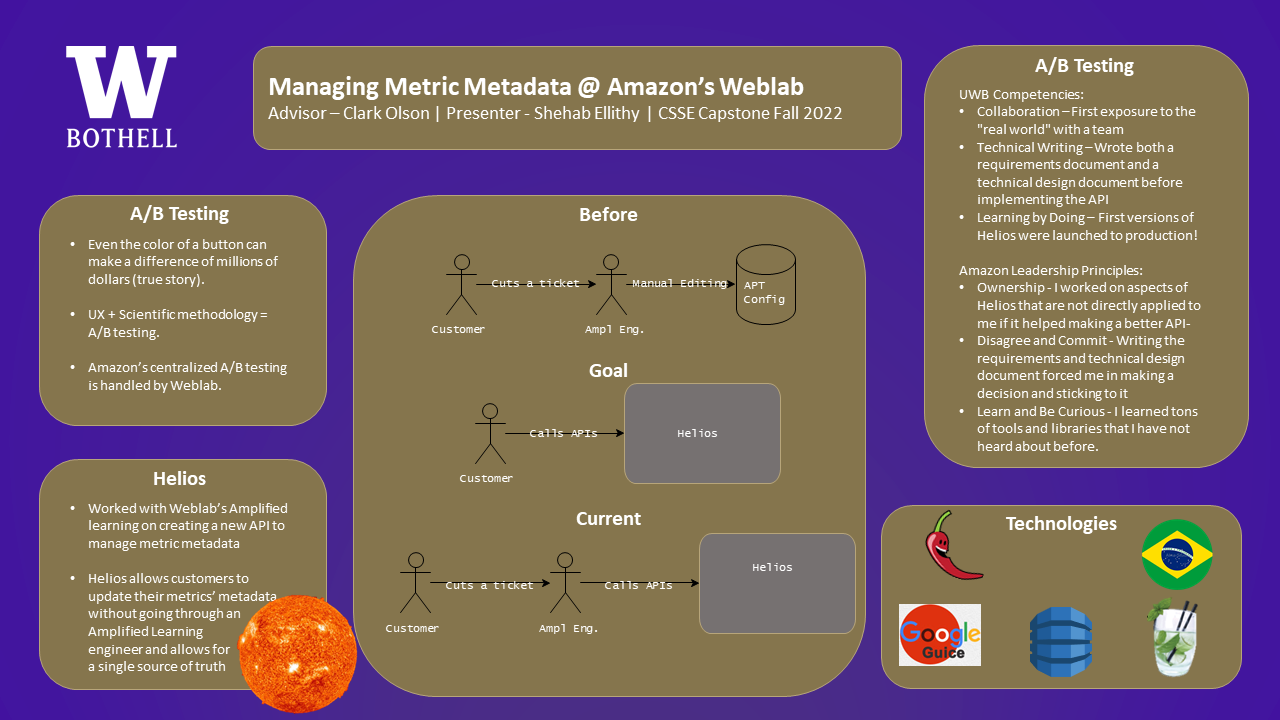 W
BOTHELL
Managing Metric Metadata @ Amazon’s Weblab
Advisor – Clark Olson | Presenter - Shehab Ellithy | CSSE Capstone Fall 2022
A/B Testing
• Even the color of a button can
make a difference of millions of
dollars (true story).
• UX + Scientific methodology =
A/B testing.
• Amazon’s centralized A/B testing
is handled by Weblab.
Helios
• Worked with Weblab’s Amplified
learning on creating a new API to
manage metric metadata
• Helios allows customers to
update their metrics’ metadata
without going through an
Amplified Learning
engineer and allows for
a single source of truth
Before
Cuts a ticket
Manual Editing
APT
Config
Customer
Ampl Eng.
Goal
Calls APIs
Helios
Customer
Current
Helios
Cuts a ticket
Calls APIs
Customer
Ampl Eng.
A/B Testing
UWB Competencies:
• Collaboration – First exposure to the
"real world" with a team
• Technical Writing – Wrote both a
requirements document and a
technical design document before
implementing the API
• Learning by Doing – First versions of
Helios were launched to production!
Amazon Leadership Principles:
• Ownership - I worked on aspects of
Helios that are not directly applied to
me if it helped making a better API-
• Disagree and Commit - Writing the
requirements and technical design
document forced me in making a
decision and sticking to it
• Learn and Be Curious - I learned tons
of tools and libraries that I have not
heard about before.
Technologies
Google
Guice